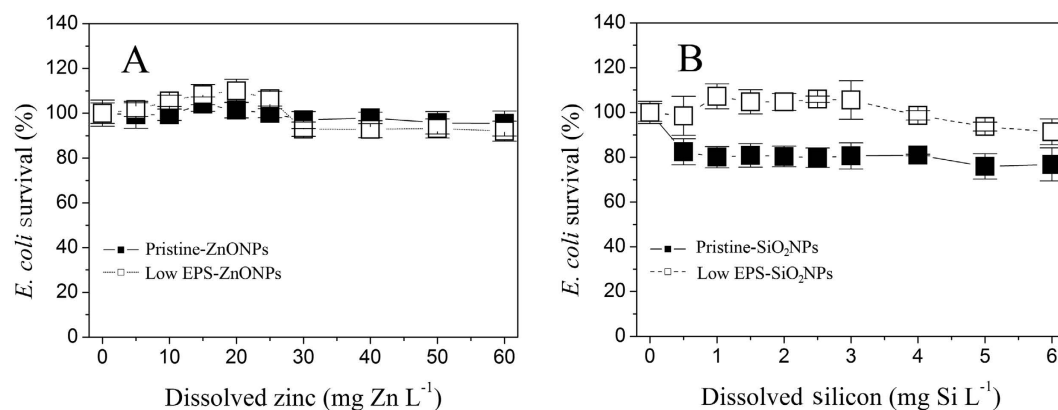 A
140
120
100
80
60
40
20
0
E. coli survival (%)
Pristine-ZnONPs
Low EPS-ZnONPs
0 10 20 30 40 50 60
Dissolved zinc (mg Zn L⁻¹)
B
140
120
100
80
60
40
20
0
E. coli survival (%)
Pristine-SiO₂NPs
Low EPS-SiO₂NPs
0 1 2 3 4 5 6
Dissolved silicon (mg Si L⁻¹)